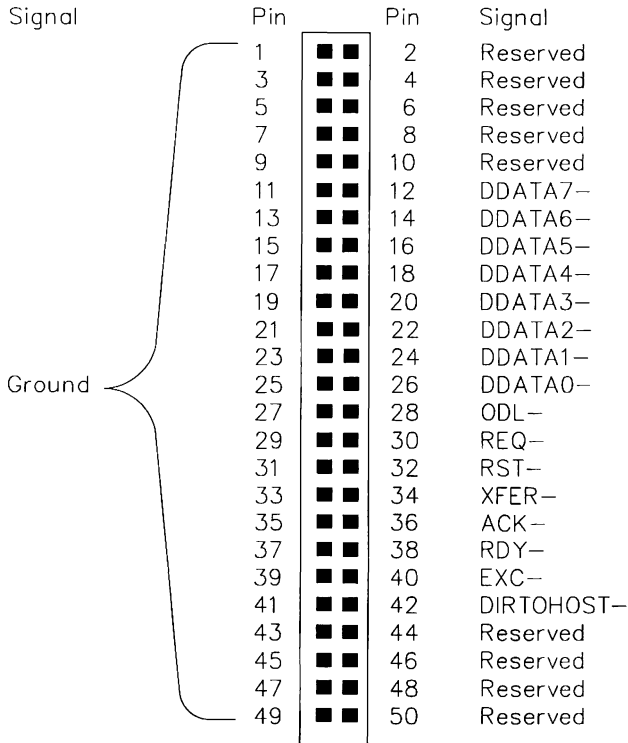 Signal Pin Pin Signal
1 2 Reserved
3 4 Reserved
5 6 Reserved
7 8 Reserved
9 10 Reserved
11 12 DDATA7–
13 14 DDATA6–
15 16 DDATA5–
17 18 DDATA4–
19 20 DDATA3–
21 22 DDATA2–
23 24 DDATA1–
Ground 25 26 DDATA0–
27 28 ODL–
29 30 REQ–
31 32 RST–
33 34 XFER–
35 36 ACK–
37 38 RDY–
39 40 EXC–
41 42 DIRTOHOST–
43 44 Reserved
45 46 Reserved
47 48 Reserved
49 50 Reserved